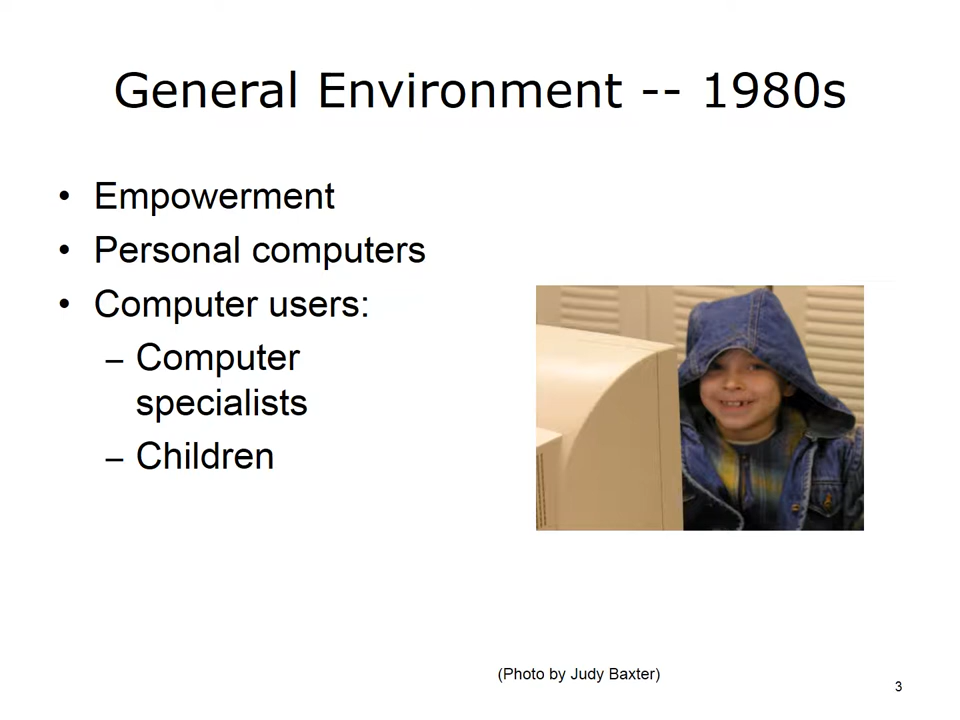 General Environment -- 1980s
• Empowerment
• Personal computers
• Computer users:
– Computer
specialists
– Children
(Photo by Judy Baxter)
3